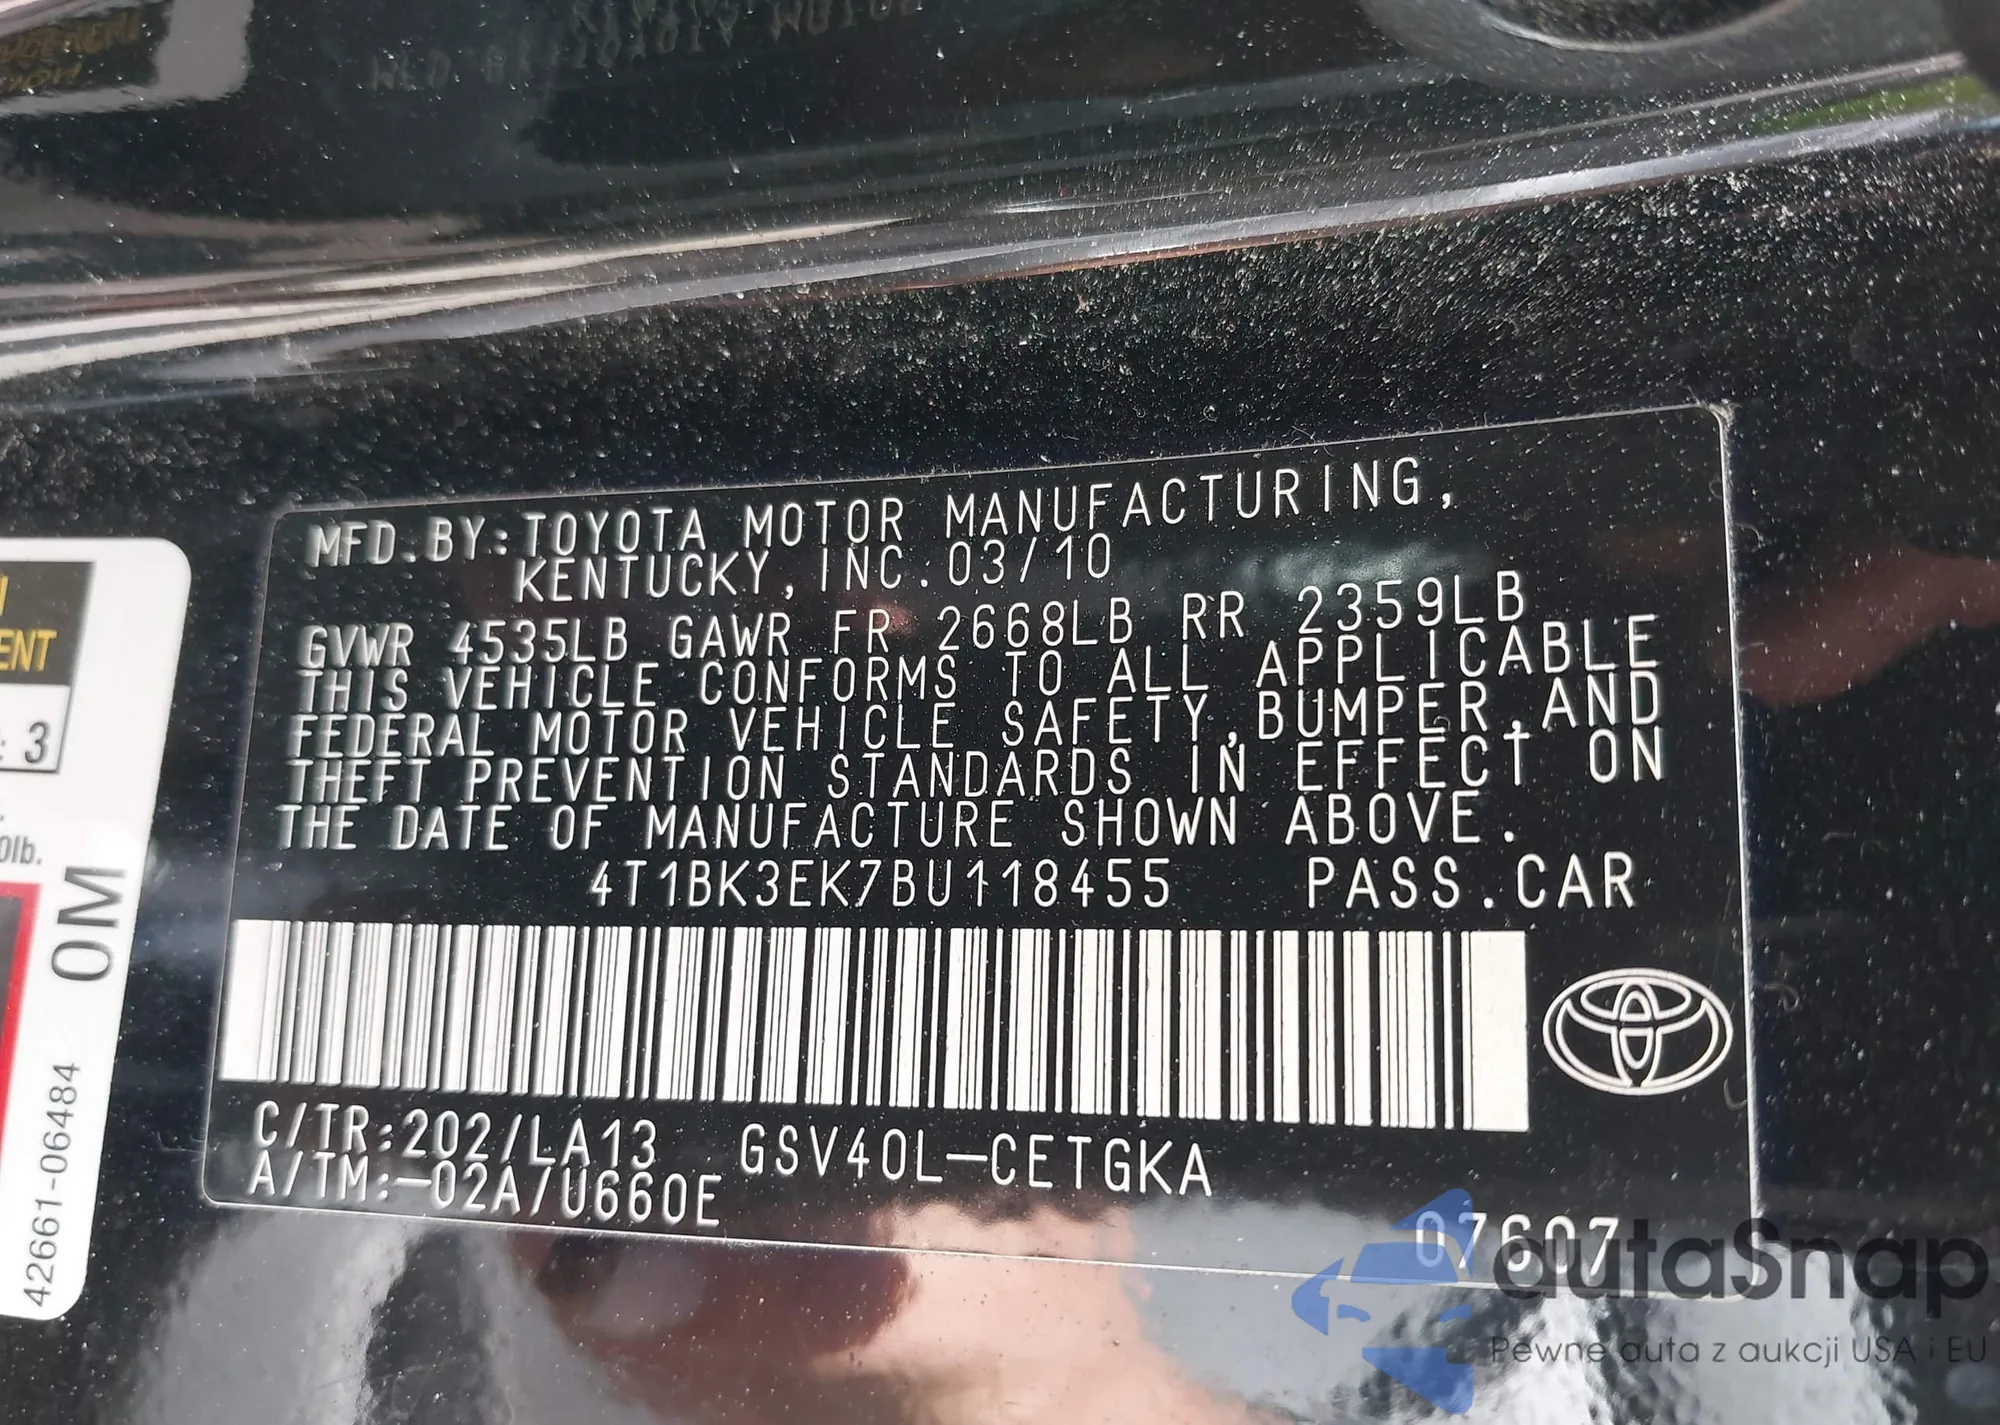 ENT
: 3
0lb.
0M
42661-06484
MFD.BY:TOYOTA MOTOR MANUFACTURING,
KENTUCKY, INC. 03/10
GVWR 4535LB GAWR FR 2668LB RR 2359LB
THIS VEHICLE CONFORMS TO ALL APPLICABLE
FEDERAL MOTOR VEHICLE SAFETY, BUMPER, AND
THEFT PREVENTION STANDARDS IN EFFECT ON
THE DATE OF MANUFACTURE SHOWN ABOVE.
4T1BK3EK7BU118455 PASS.CAR
C/TR:202/LA13 GSV40L-CETGKA
A/TM:-02A/U660E
07607
autaSnap
Pewne auta z aukcji USA i EU